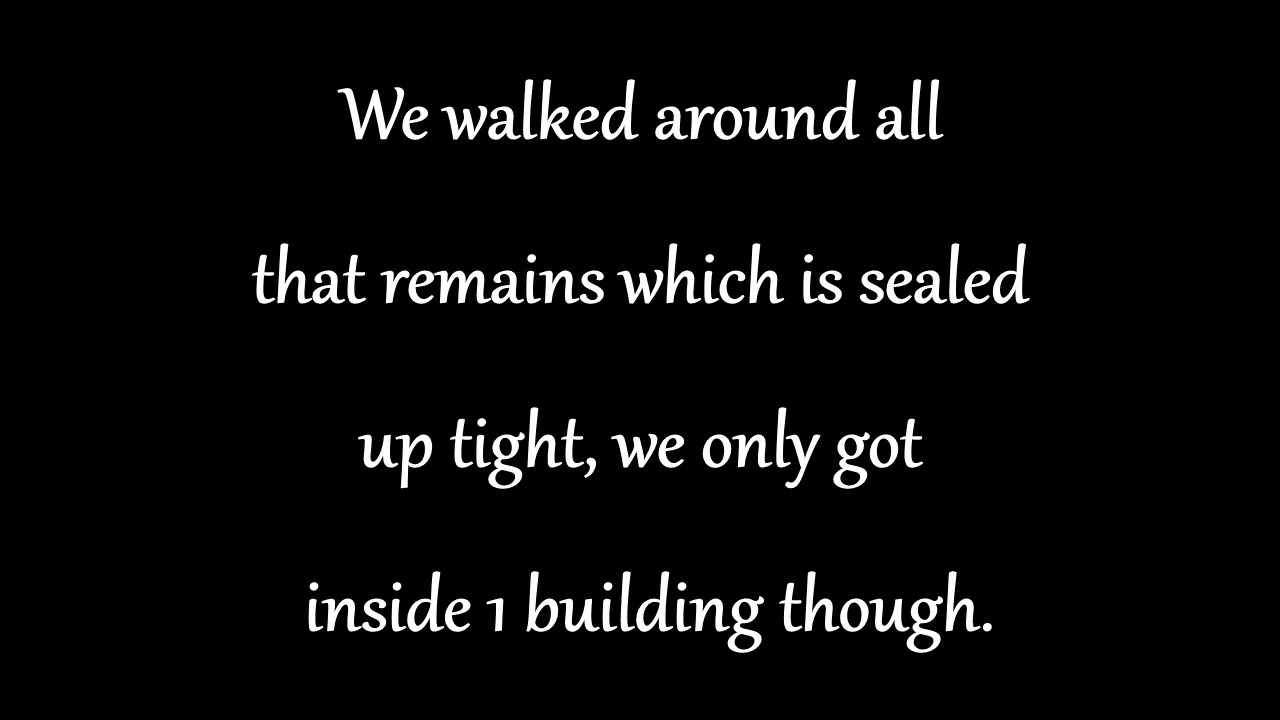 We walked around all
that remains which is sealed
up tight, we only got
inside 1 building though.